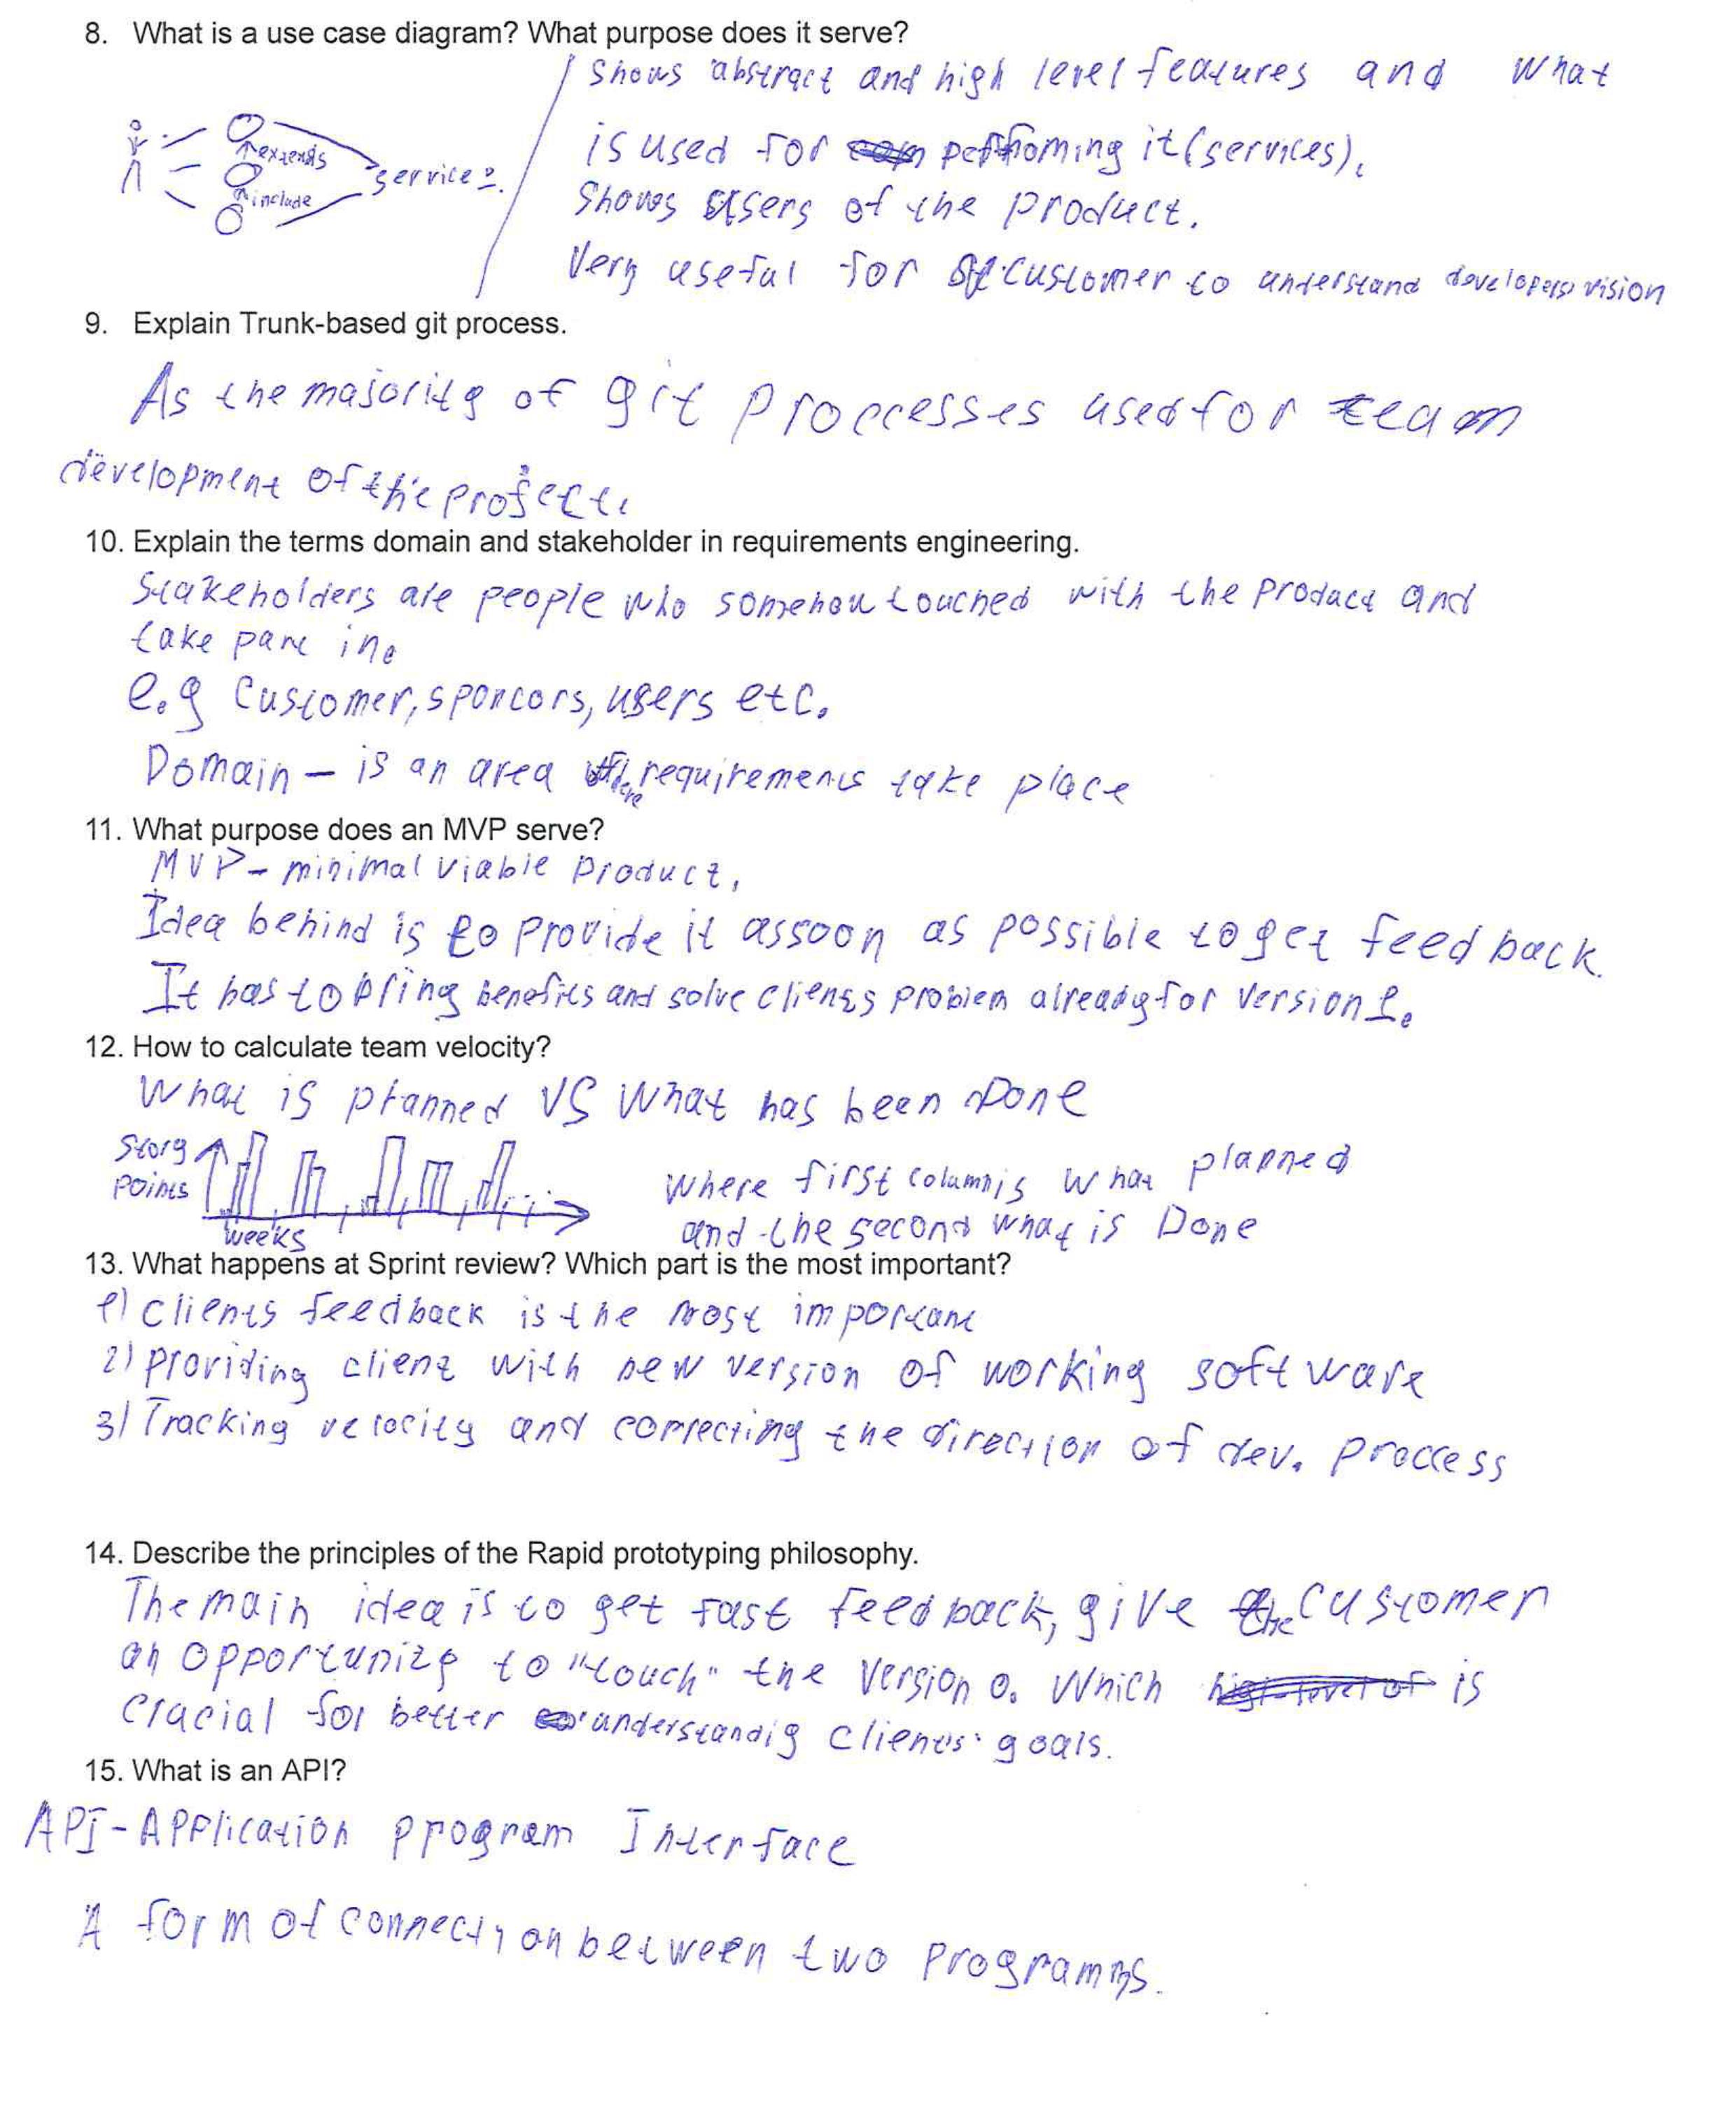 8. What is a use case diagram? What purpose does it serve?
Shows abstract and high level features and what
is used for perfhoming it (services).
extends
services.
include
Shows users of the product.
Very useful for customer to understand developers vision
9. Explain Trunk-based git process.
As the majority of git proccesses used for team
development of the project.
10. Explain the terms domain and stakeholder in requirements engineering.
Stakeholders are people who somehow touched with the product and
take part in.
e.g Customer, sponcors, users etc.
Domain - is an area where requirements take place
11. What purpose does an MVP serve?
MVP - minimal viable product.
Idea behind is to provide it assoon as possible to get feedback.
It has to bring benefits and solve clients problem already for version 1.
12. How to calculate team velocity?
What is planned VS What has been Done
Story
points
weeks
where first column is what planned
and the second what is Done
13. What happens at Sprint review? Which part is the most important?
1) clients feedback is the most important
2) providing client with new version of working software
3) Tracking velocity and correcting the direction of dev. proccess
14. Describe the principles of the Rapid prototyping philosophy.
The main idea is to get fast feedback, give the customer
an opportunity to "touch" the version 0. Which is
crucial for better understandig clients' goals.
15. What is an API?
API - Application program Interface
A form of connection between two programms.